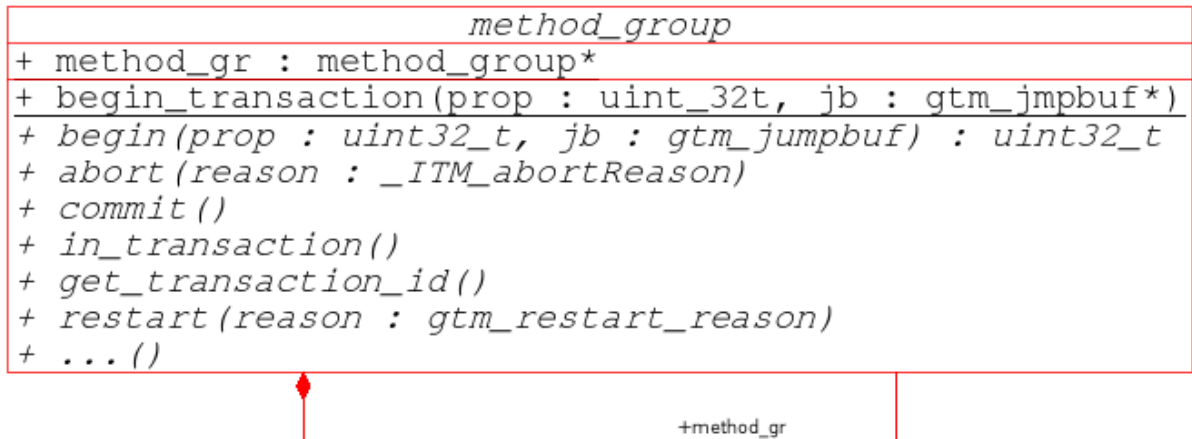 method_group
+ method_gr : method_group*
+ begin_transaction(prop : uint_32t, jb : gtm_jmpbuf*)
+ begin(prop : uint32_t, jb : gtm_jumpbuf) : uint32_t
+ abort(reason : _ITM_abortReason)
+ commit()
+ in_transaction()
+ get_transaction_id()
+ restart(reason : gtm_restart_reason)
+ ...()
+method_gr